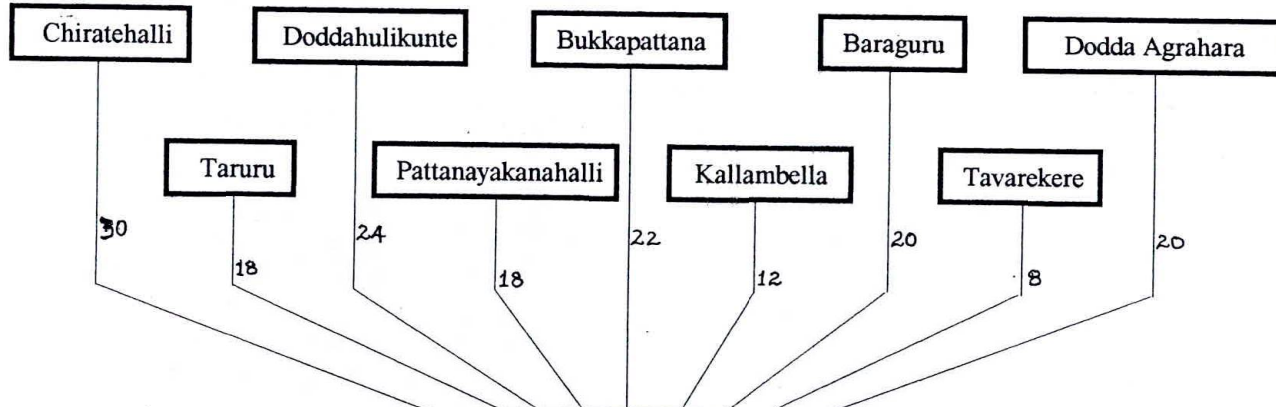 Chiratehalli
Doddahulikunte
Bukkapattana
Baraguru
Dodda Agrahara
Taruru
Pattanayakanahalli
Kallambella
Tavarekere
30
24
22
20
20
18
18
12
8